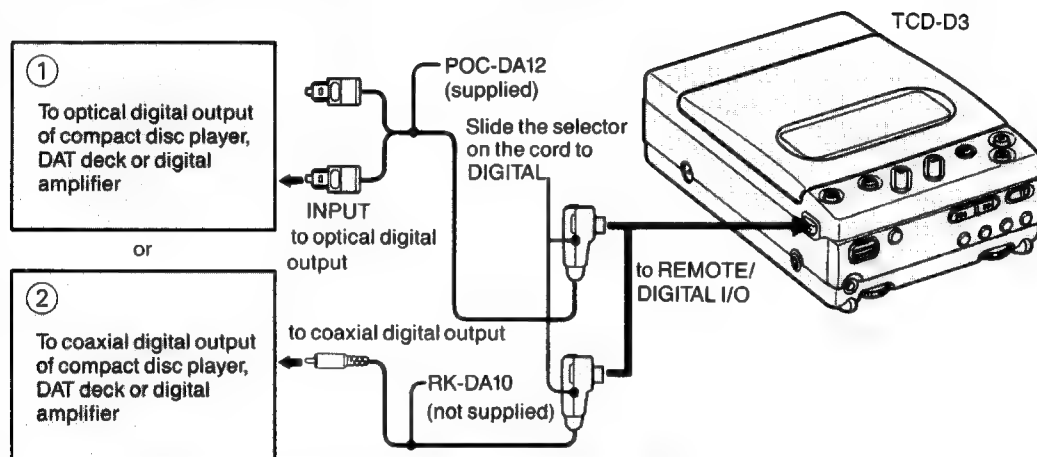 TCD-D3
①
To optical digital output
of compact disc player,
DAT deck or digital
amplifier
POC-DA12
(supplied)
Slide the selector
on the cord to
DIGITAL
INPUT
to optical digital
output
or
to REMOTE/
DIGITAL I/O
②
To coaxial digital output
of compact disc player,
DAT deck or digital
amplifier
to coaxial digital output
RK-DA10
(not supplied)